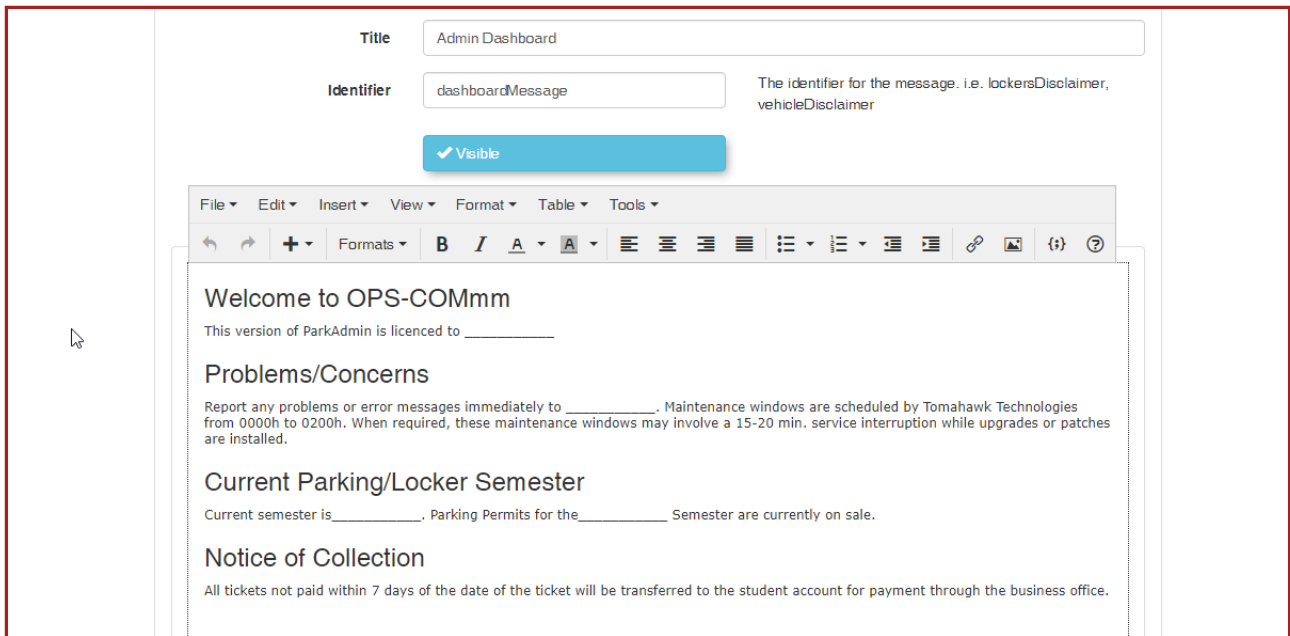 Title Admin Dashboard
Identifier dashboardMessage
The identifier for the message. i.e. lockersDisclaimer,
vehicleDisclaimer
Visible
File Edit Insert View Format Table Tools
Formats B I A A
Welcome to OPS-COMmm
This version of ParkAdmin is licenced to ___________
Problems/Concerns
Report any problems or error messages immediately to ___________. Maintenance windows are scheduled by Tomahawk Technologies
from 0000h to 0200h. When required, these maintenance windows may involve a 15-20 min. service interruption while upgrades or patches
are installed.
Current Parking/Locker Semester
Current semester is___________. Parking Permits for the___________ Semester are currently on sale.
Notice of Collection
All tickets not paid within 7 days of the date of the ticket will be transferred to the student account for payment through the business office.